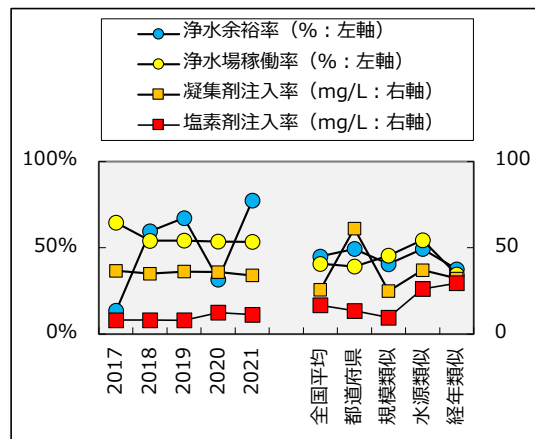 浄水余裕率（%：左軸）
浄水場稼働率（%：左軸）
凝集剤注入率（mg/L：右軸）
塩素剤注入率（mg/L：右軸）
100%
50%
0%
100
50
0
2017
2018
2019
2020
2021
全国平均
都道府県
規模類似
水源類似
経年類似